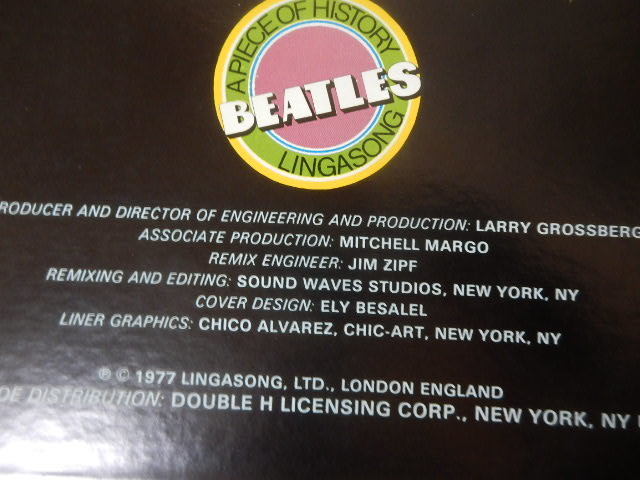 A PIECE OF HISTORY
BEATLES
LINGASONG
RODUCER AND DIRECTOR OF ENGINEERING AND PRODUCTION: LARRY GROSSBERG
ASSOCIATE PRODUCTION: MITCHELL MARGO
REMIX ENGINEER: JIM ZIPF
REMIXING AND EDITING: SOUND WAVES STUDIOS, NEW YORK, NY
COVER DESIGN: ELY BESALEL
LINER GRAPHICS: CHICO ALVAREZ, CHIC-ART, NEW YORK, NY
℗ © 1977 LINGASONG, LTD., LONDON ENGLAND
DE DISTRIBUTION: DOUBLE H LICENSING CORP., NEW YORK, NY U